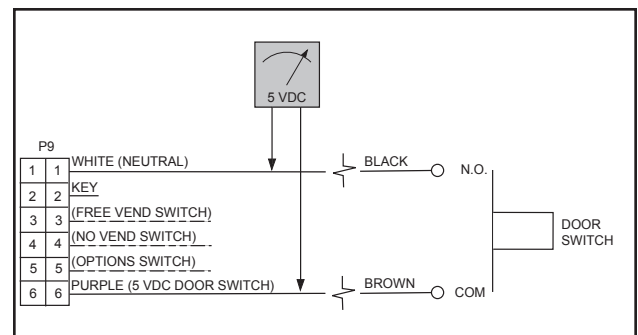 5 VDC
P9
1 1 WHITE (NEUTRAL) BLACK N.O.
2 2 KEY
3 3 (FREE VEND SWITCH)
4 4 (NO VEND SWITCH)
5 5 (OPTIONS SWITCH)
6 6 PURPLE (5 VDC DOOR SWITCH) BROWN COM
DOOR
SWITCH